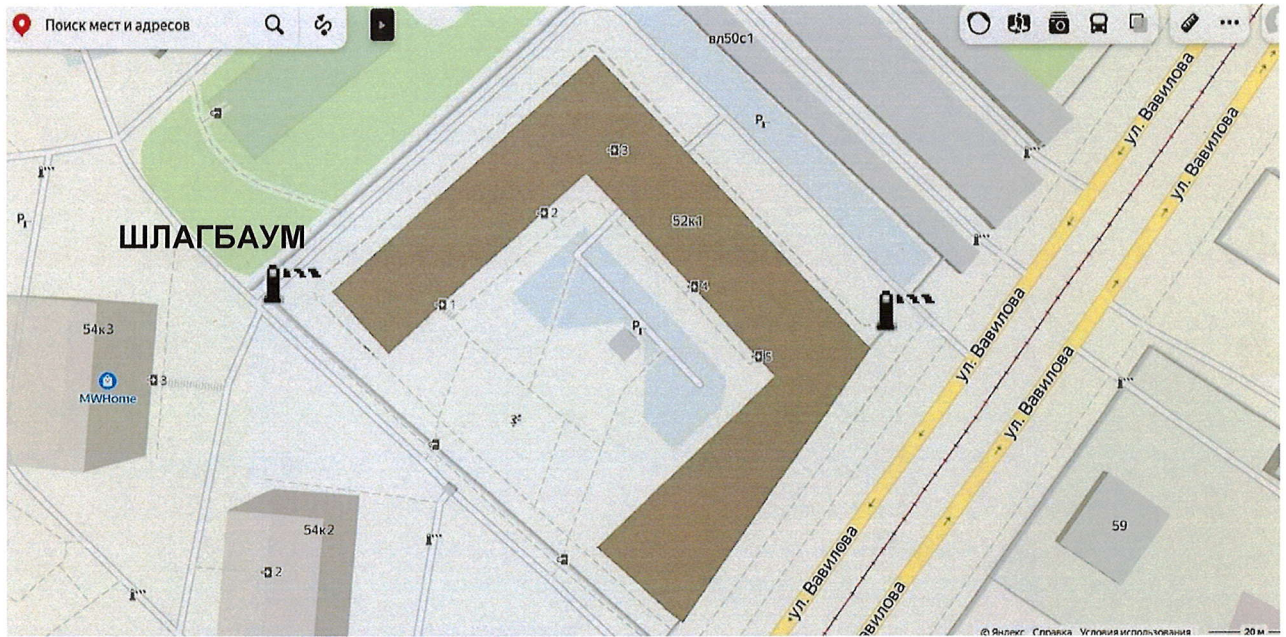 Поиск мест и адресов
вл50с1
ул. Вавилова
ул. Вавилова
P
3
P
2
52к1
ШЛАГБАУМ
4
1
ул. Вавилова
54к3
P
5
ул. Вавилова
3
MWHome
54к2
59
2
ул. Вавилова
авилова
© Яндекс Справка Условия использования 20 м